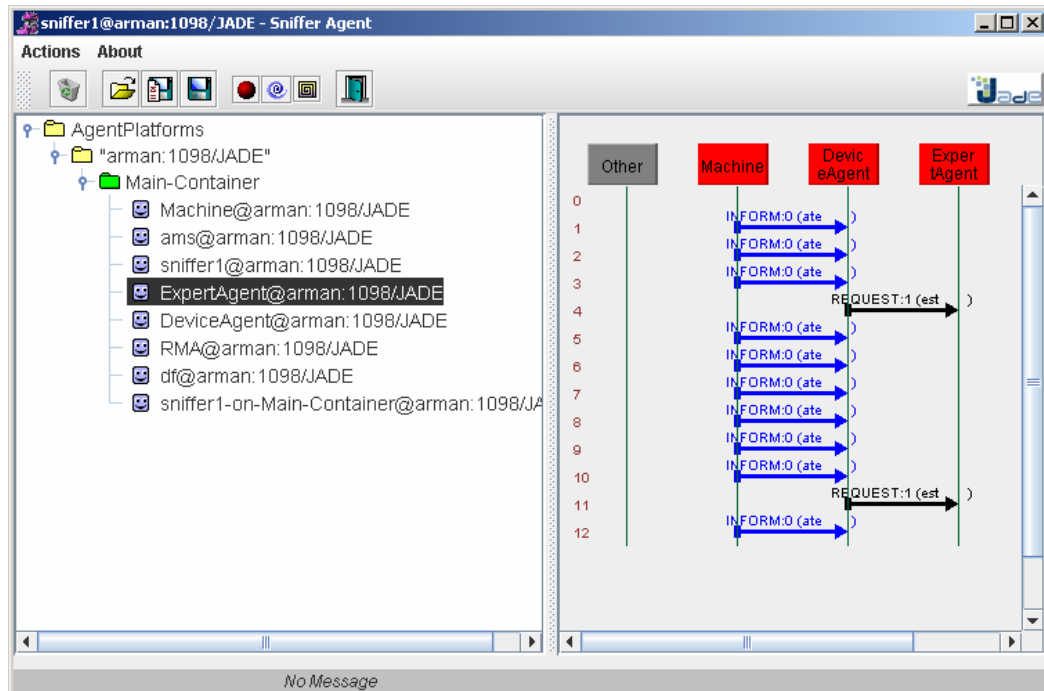 sniffer1@arman:1098/JADE - Sniffer Agent
Actions About
Jade
AgentPlatforms
"arman:1098/JADE"
Main-Container
Machine@arman:1098/JADE
ams@arman:1098/JADE
sniffer1@arman:1098/JADE
ExpertAgent@arman:1098/JADE
DeviceAgent@arman:1098/JADE
RMA@arman:1098/JADE
df@arman:1098/JADE
sniffer1-on-Main-Container@arman:1098/JA
Other
Machine
Devic
eAgent
Exper
tAgent
0
INFORM:0 (ate )
1
INFORM:0 (ate )
2
INFORM:0 (ate )
3
REQUEST:1 (est )
4
INFORM:0 (ate )
5
INFORM:0 (ate )
6
INFORM:0 (ate )
7
INFORM:0 (ate )
8
INFORM:0 (ate )
9
INFORM:0 (ate )
10
REQUEST:1 (est )
11
INFORM:0 (ate )
12
No Message